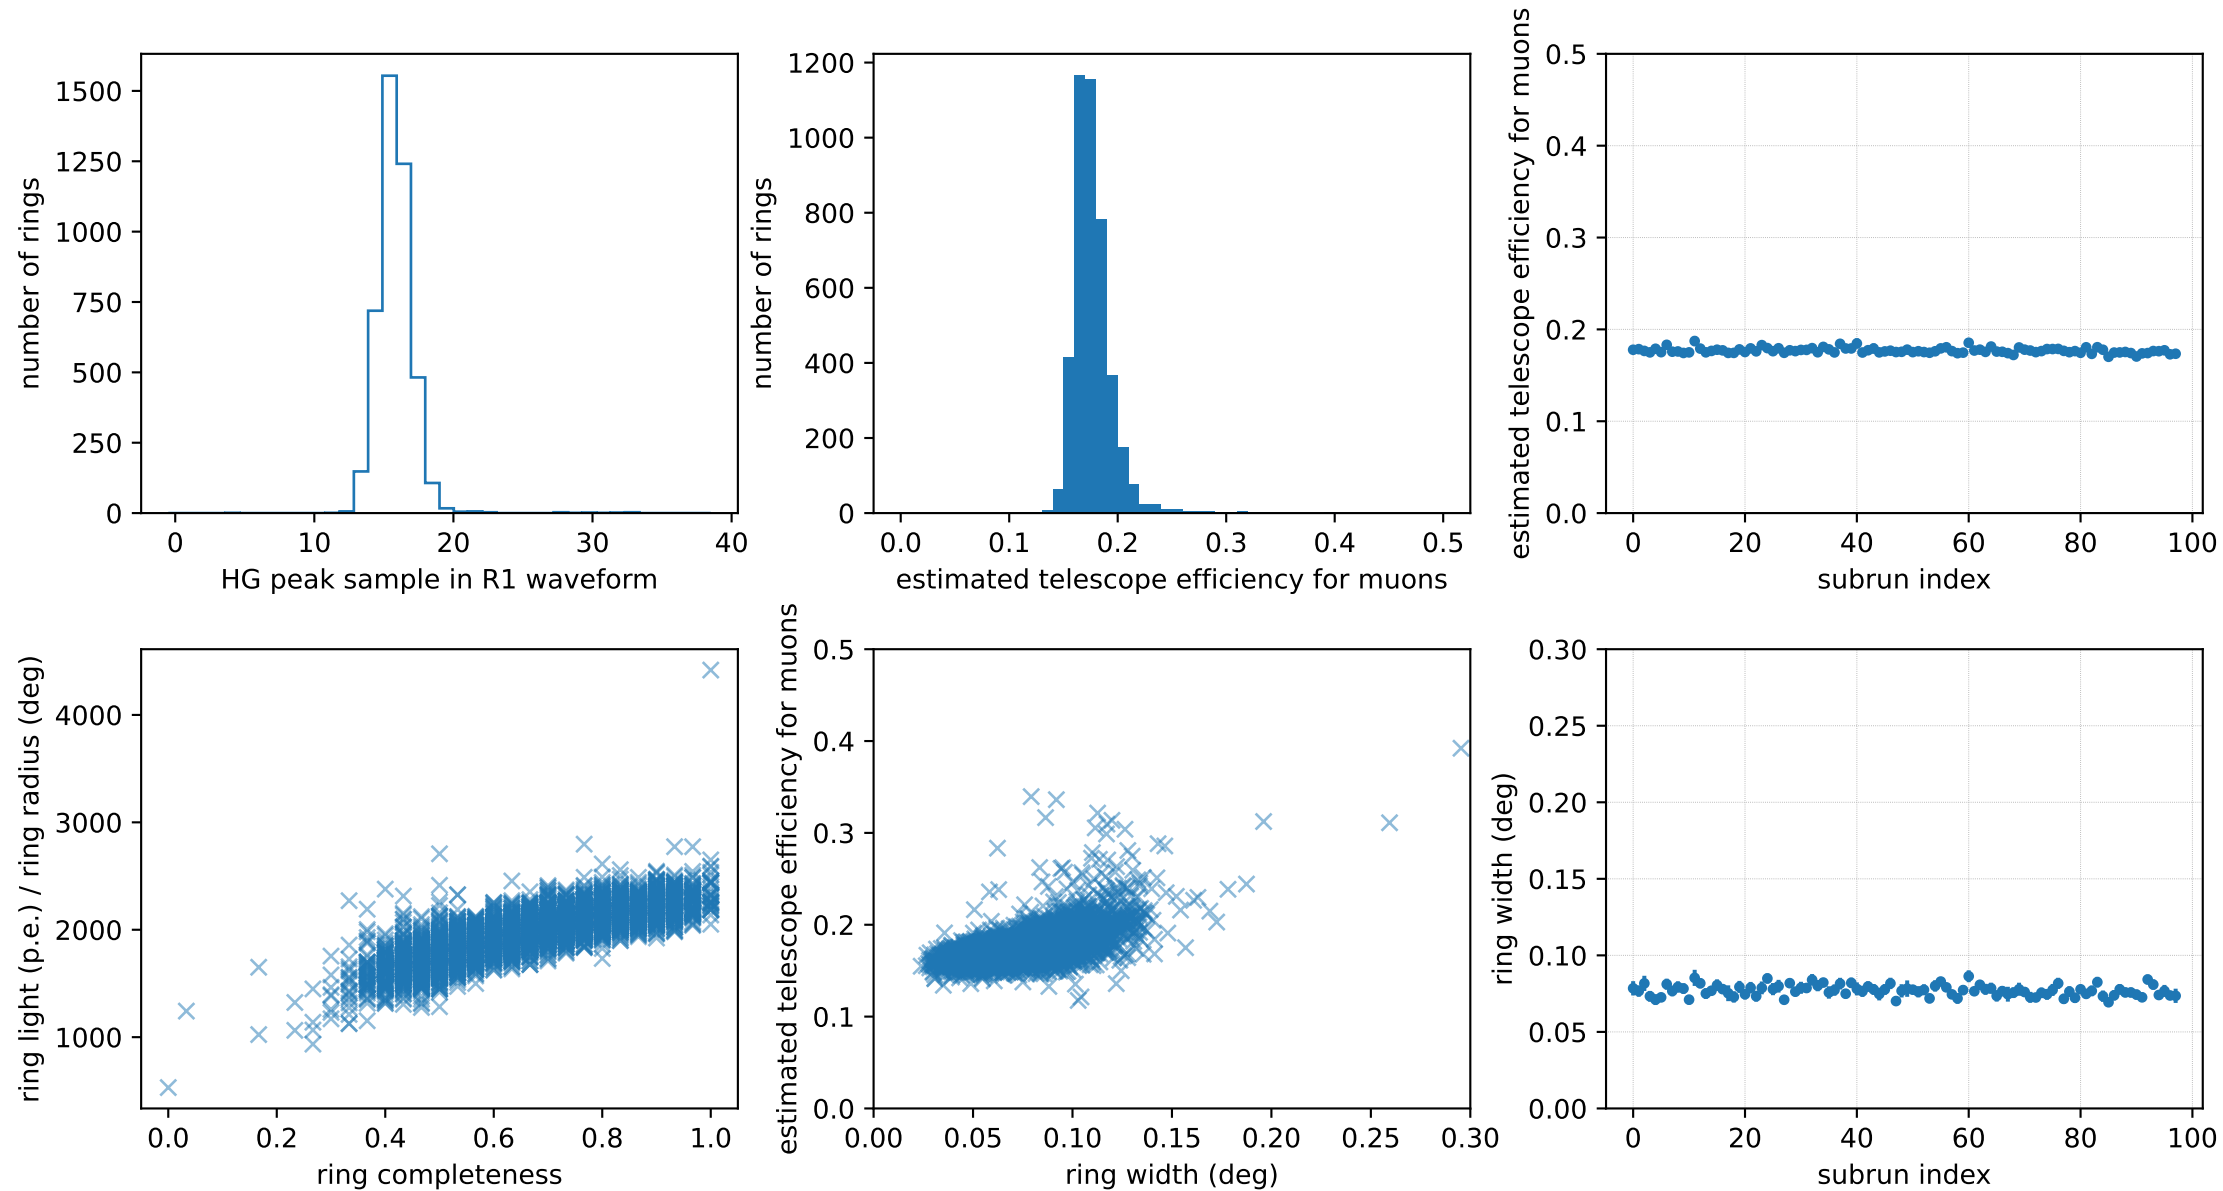 1500
1250
1000
750
500
250
0
number of rings
0 10 20 30 40
HG peak sample in R1 waveform
1200
1000
800
600
400
200
0
number of rings
0.0 0.1 0.2 0.3 0.4 0.5
estimated telescope efficiency for muons
0.5
0.4
0.3
0.2
0.1
0.0
estimated telescope efficiency for muons
0 20 40 60 80 100
subrun index
4000
3000
2000
1000
ring light (p.e.) / ring radius (deg)
0.0 0.2 0.4 0.6 0.8 1.0
ring completeness
0.5
0.4
0.3
0.2
0.1
0.0
estimated telescope efficiency for muons
0.00 0.05 0.10 0.15 0.20 0.25 0.30
ring width (deg)
0.30
0.25
0.20
0.15
0.10
0.05
0.00
ring width (deg)
0 20 40 60 80 100
subrun index